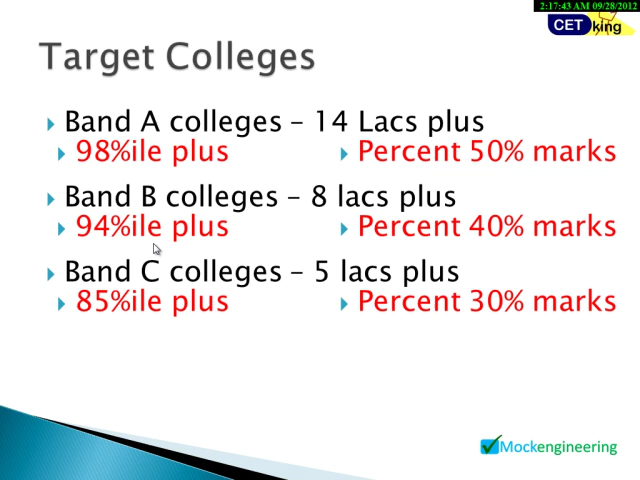 2:17:43 AM 09/28/2012
CET king
Target Colleges
Band A colleges – 14 Lacs plus
98%ile plus Percent 50% marks
Band B colleges – 8 lacs plus
94%ile plus Percent 40% marks
Band C colleges – 5 lacs plus
85%ile plus Percent 30% marks
Mockengineering